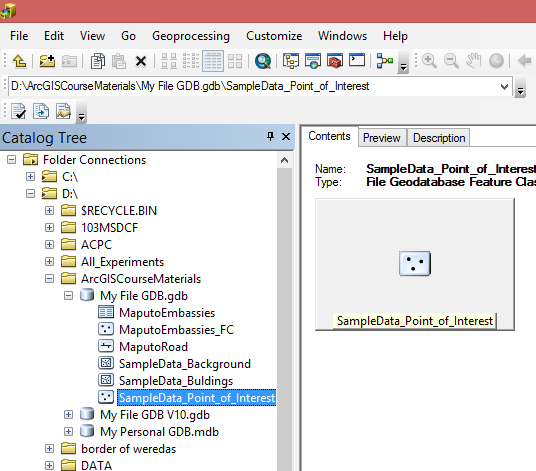 File Edit View Go Geoprocessing Customize Windows Help
D:\ArcGISCourseMaterials\My File GDB.gdb\SampleData_Point_of_Interest
Catalog Tree
Folder Connections
C:\
D:\
$RECYCLE.BIN
103MSDCF
ACPC
All_Experiments
ArcGISCourseMaterials
My File GDB.gdb
MaputoEmbassies
MaputoEmbassies_FC
MaputoRoad
SampleData_Background
SampleData_Buldings
SampleData_Point_of_Interest
My File GDB V10.gdb
My Personal GDB.mdb
border of weredas
DATA
Contents Preview Description
Name: SampleData_Point_of_Interest
Type: File Geodatabase Feature Clas
SampleData_Point_of_Interest